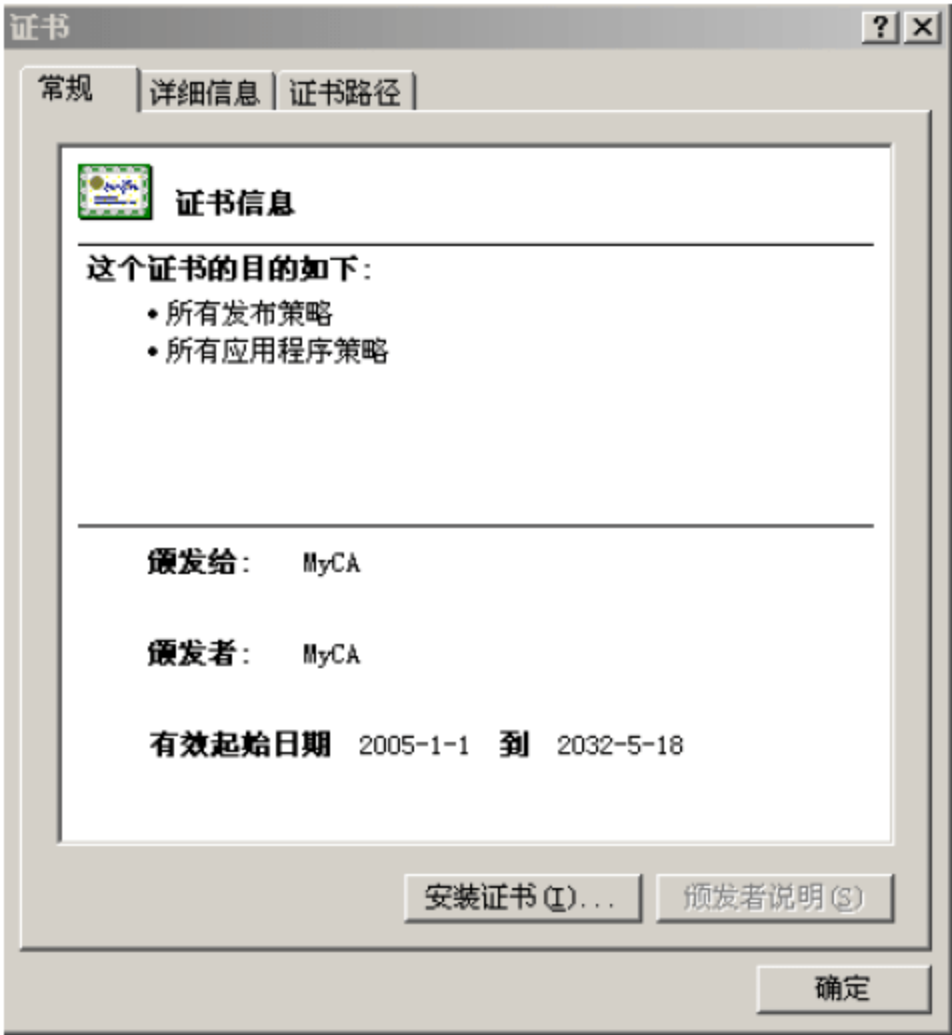 证书
常规 详细信息 证书路径
证书信息
这个证书的目的如下:
•所有发布策略
•所有应用程序策略
颁发给: MyCA
颁发者: MyCA
有效起始日期 2005-1-1 到 2032-5-18
安装证书(I)... 颁发者说明(S)
确定